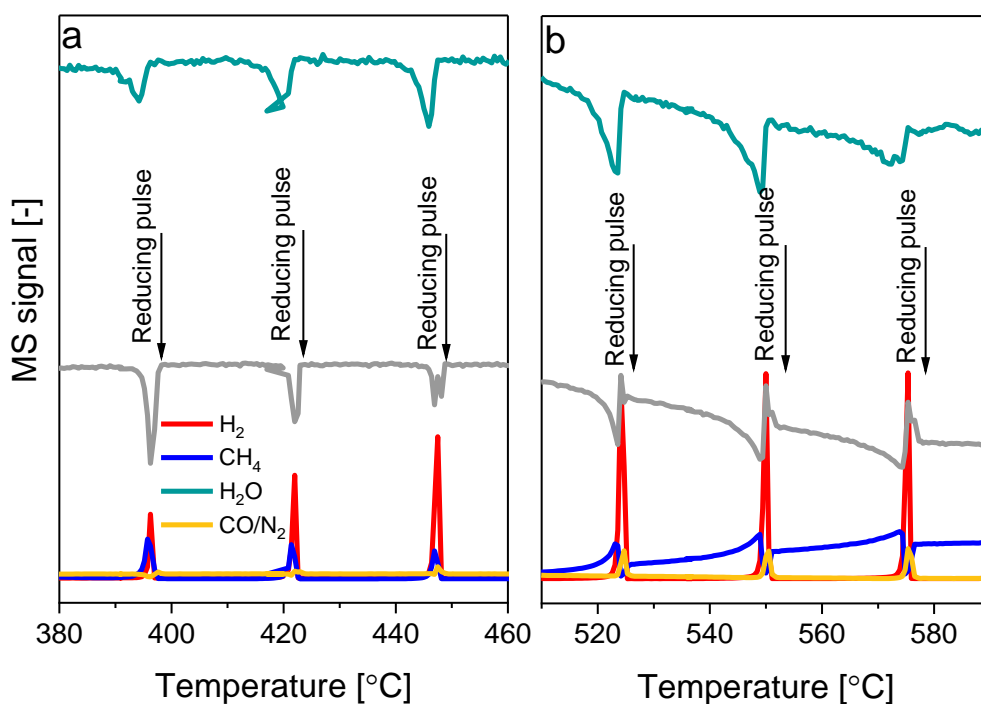 a
b
MS signal [-]
Reducing pulse
Reducing pulse
Reducing pulse
Reducing pulse
Reducing pulse
Reducing pulse
H₂
CH₄
H₂O
CO/N₂
380 400 420 440 460
520 540 560 580
Temperature [°C]
Temperature [°C]